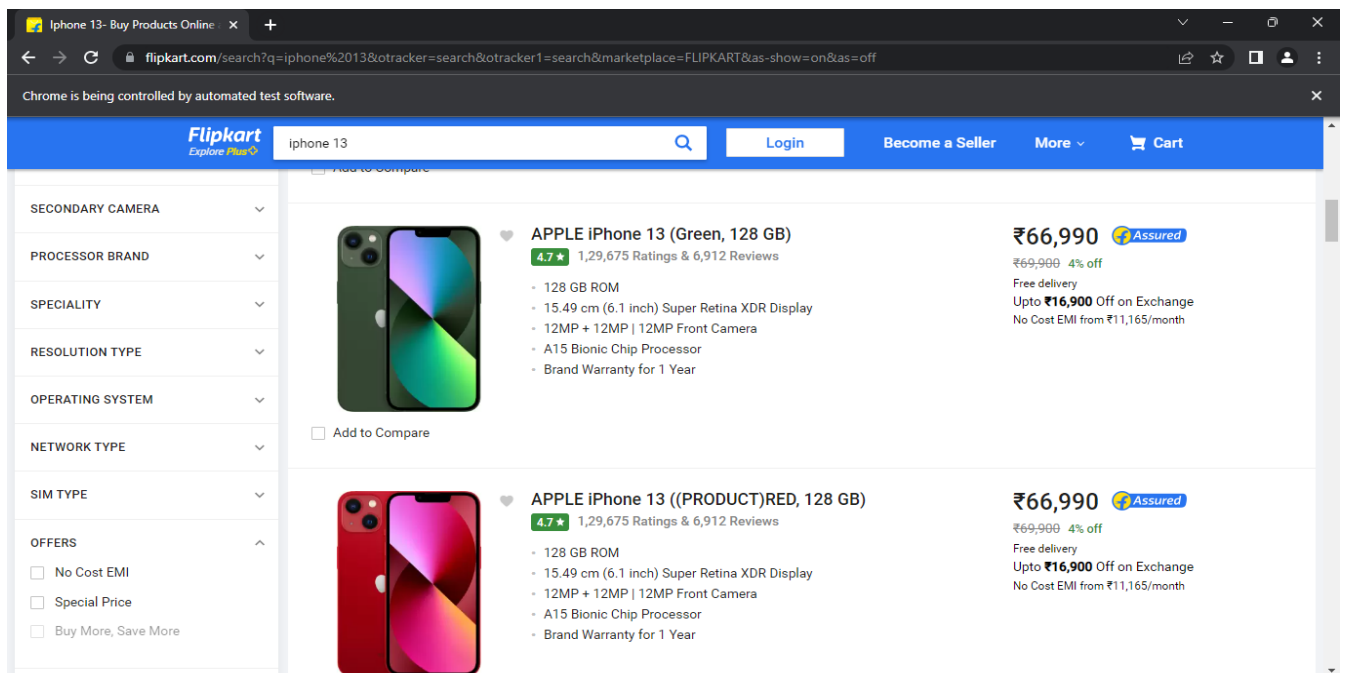 Iphone 13- Buy Products Online
flipkart.com/search?q=iphone%2013&otracker=search&otracker1=search&marketplace=FLIPKART&as-show=on&as=off
Chrome is being controlled by automated test software.
Flipkart
Explore Plus
iphone 13
Login
Become a Seller
More
Cart
Add to Compare
SECONDARY CAMERA
PROCESSOR BRAND
SPECIALITY
RESOLUTION TYPE
OPERATING SYSTEM
NETWORK TYPE
SIM TYPE
OFFERS
No Cost EMI
Special Price
Buy More, Save More
APPLE iPhone 13 (Green, 128 GB)
4.7★ 1,29,675 Ratings & 6,912 Reviews
128 GB ROM
15.49 cm (6.1 inch) Super Retina XDR Display
12MP + 12MP | 12MP Front Camera
A15 Bionic Chip Processor
Brand Warranty for 1 Year
₹66,990 Assured
₹69,900 4% off
Free delivery
Upto ₹16,900 Off on Exchange
No Cost EMI from ₹11,165/month
Add to Compare
APPLE iPhone 13 ((PRODUCT)RED, 128 GB)
4.7★ 1,29,675 Ratings & 6,912 Reviews
128 GB ROM
15.49 cm (6.1 inch) Super Retina XDR Display
12MP + 12MP | 12MP Front Camera
A15 Bionic Chip Processor
Brand Warranty for 1 Year
₹66,990 Assured
₹69,900 4% off
Free delivery
Upto ₹16,900 Off on Exchange
No Cost EMI from ₹11,165/month